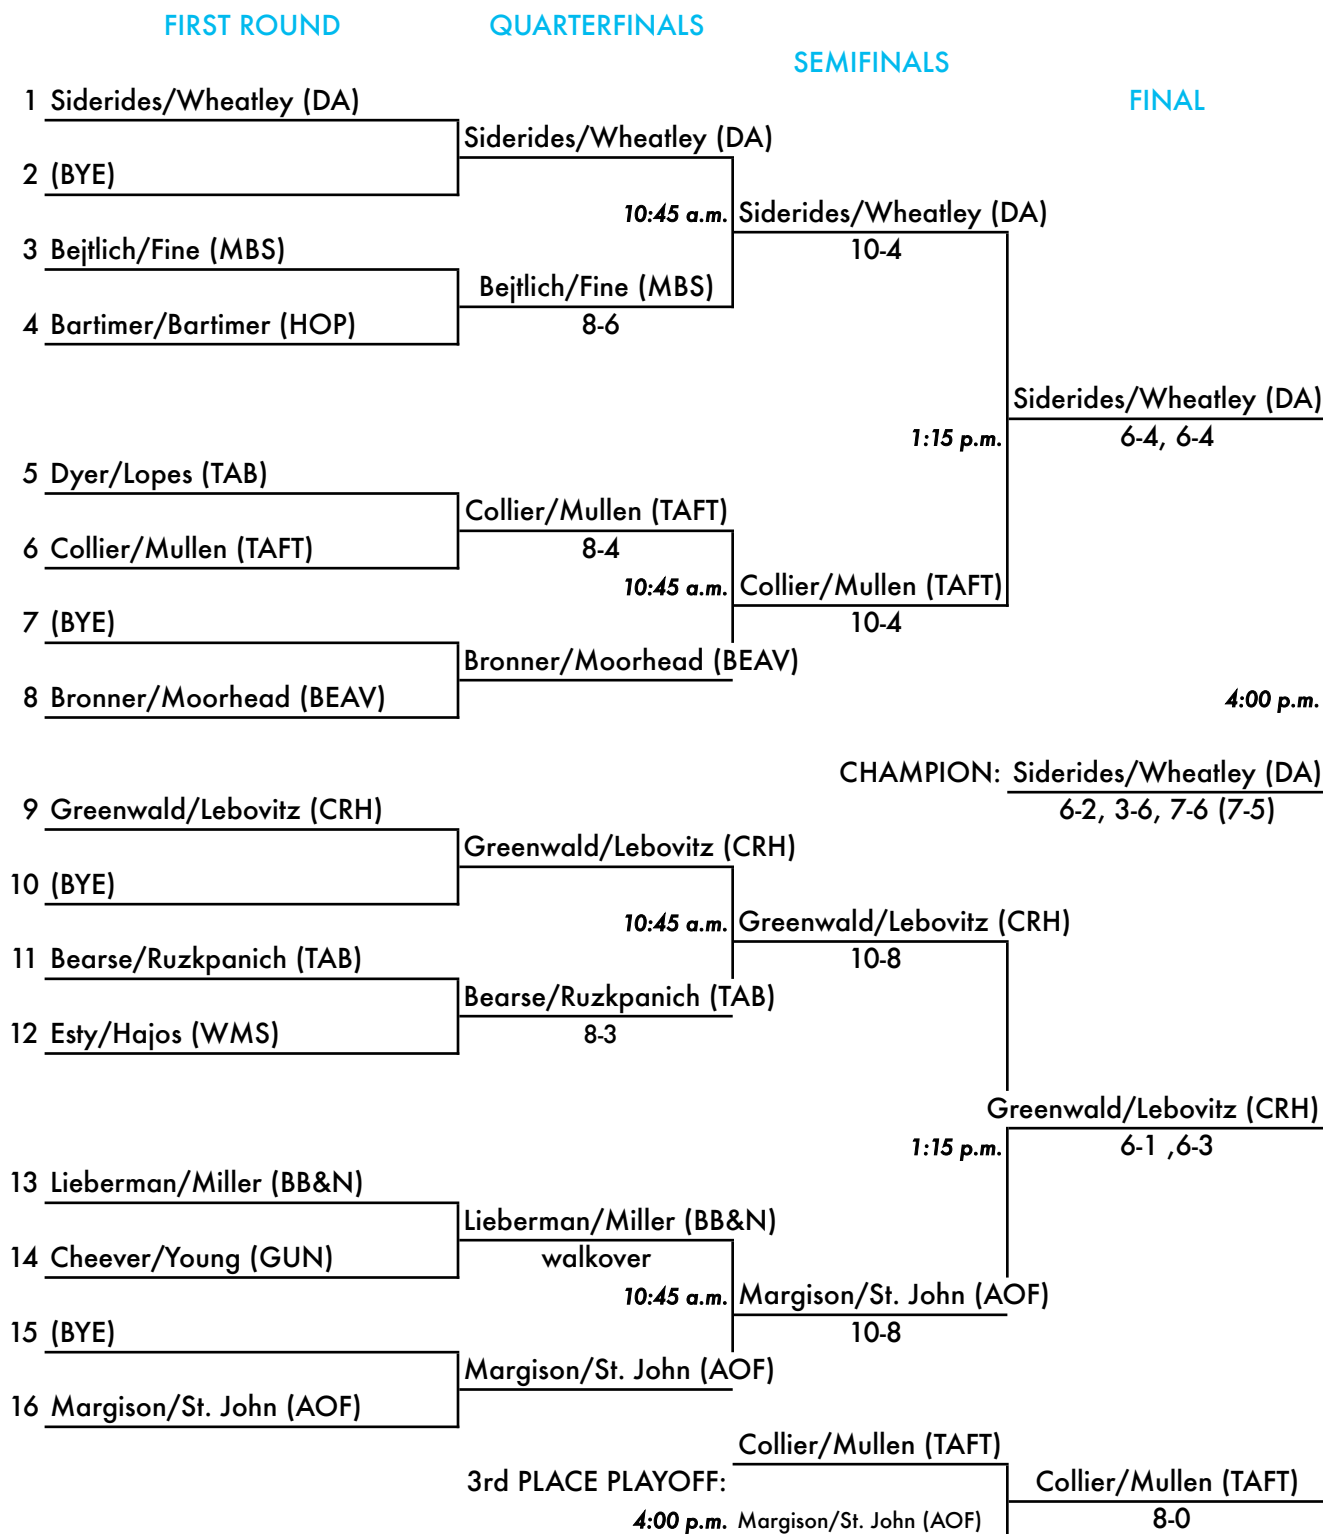 FIRST ROUND QUARTERFINALS
SEMIFINALS
FINAL
1 Siderides/Wheatley (DA)
Siderides/Wheatley (DA)
2 (BYE)
10:45 a.m. Siderides/Wheatley (DA)
10-4
3 Bejtlich/Fine (MBS)
Bejtlich/Fine (MBS)
8-6
4 Bartimer/Bartimer (HOP)
Siderides/Wheatley (DA)
1:15 p.m. 6-4, 6-4
5 Dyer/Lopes (TAB)
Collier/Mullen (TAFT)
8-4
6 Collier/Mullen (TAFT)
10:45 a.m. Collier/Mullen (TAFT)
10-4
7 (BYE)
Bronner/Moorhead (BEAV)
8 Bronner/Moorhead (BEAV)
4:00 p.m.
CHAMPION: Siderides/Wheatley (DA)
6-2, 3-6, 7-6 (7-5)
9 Greenwald/Lebovitz (CRH)
Greenwald/Lebovitz (CRH)
10 (BYE)
10:45 a.m. Greenwald/Lebovitz (CRH)
10-8
11 Bearse/Ruzkpanich (TAB)
Bearse/Ruzkpanich (TAB)
8-3
12 Esty/Hajos (WMS)
Greenwald/Lebovitz (CRH)
1:15 p.m. 6-1 ,6-3
13 Lieberman/Miller (BB&N)
Lieberman/Miller (BB&N)
walkover
14 Cheever/Young (GUN)
10:45 a.m. Margison/St. John (AOF)
10-8
15 (BYE)
Margison/St. John (AOF)
16 Margison/St. John (AOF)
Collier/Mullen (TAFT)
3rd PLACE PLAYOFF: Collier/Mullen (TAFT)
4:00 p.m. Margison/St. John (AOF) 8-0